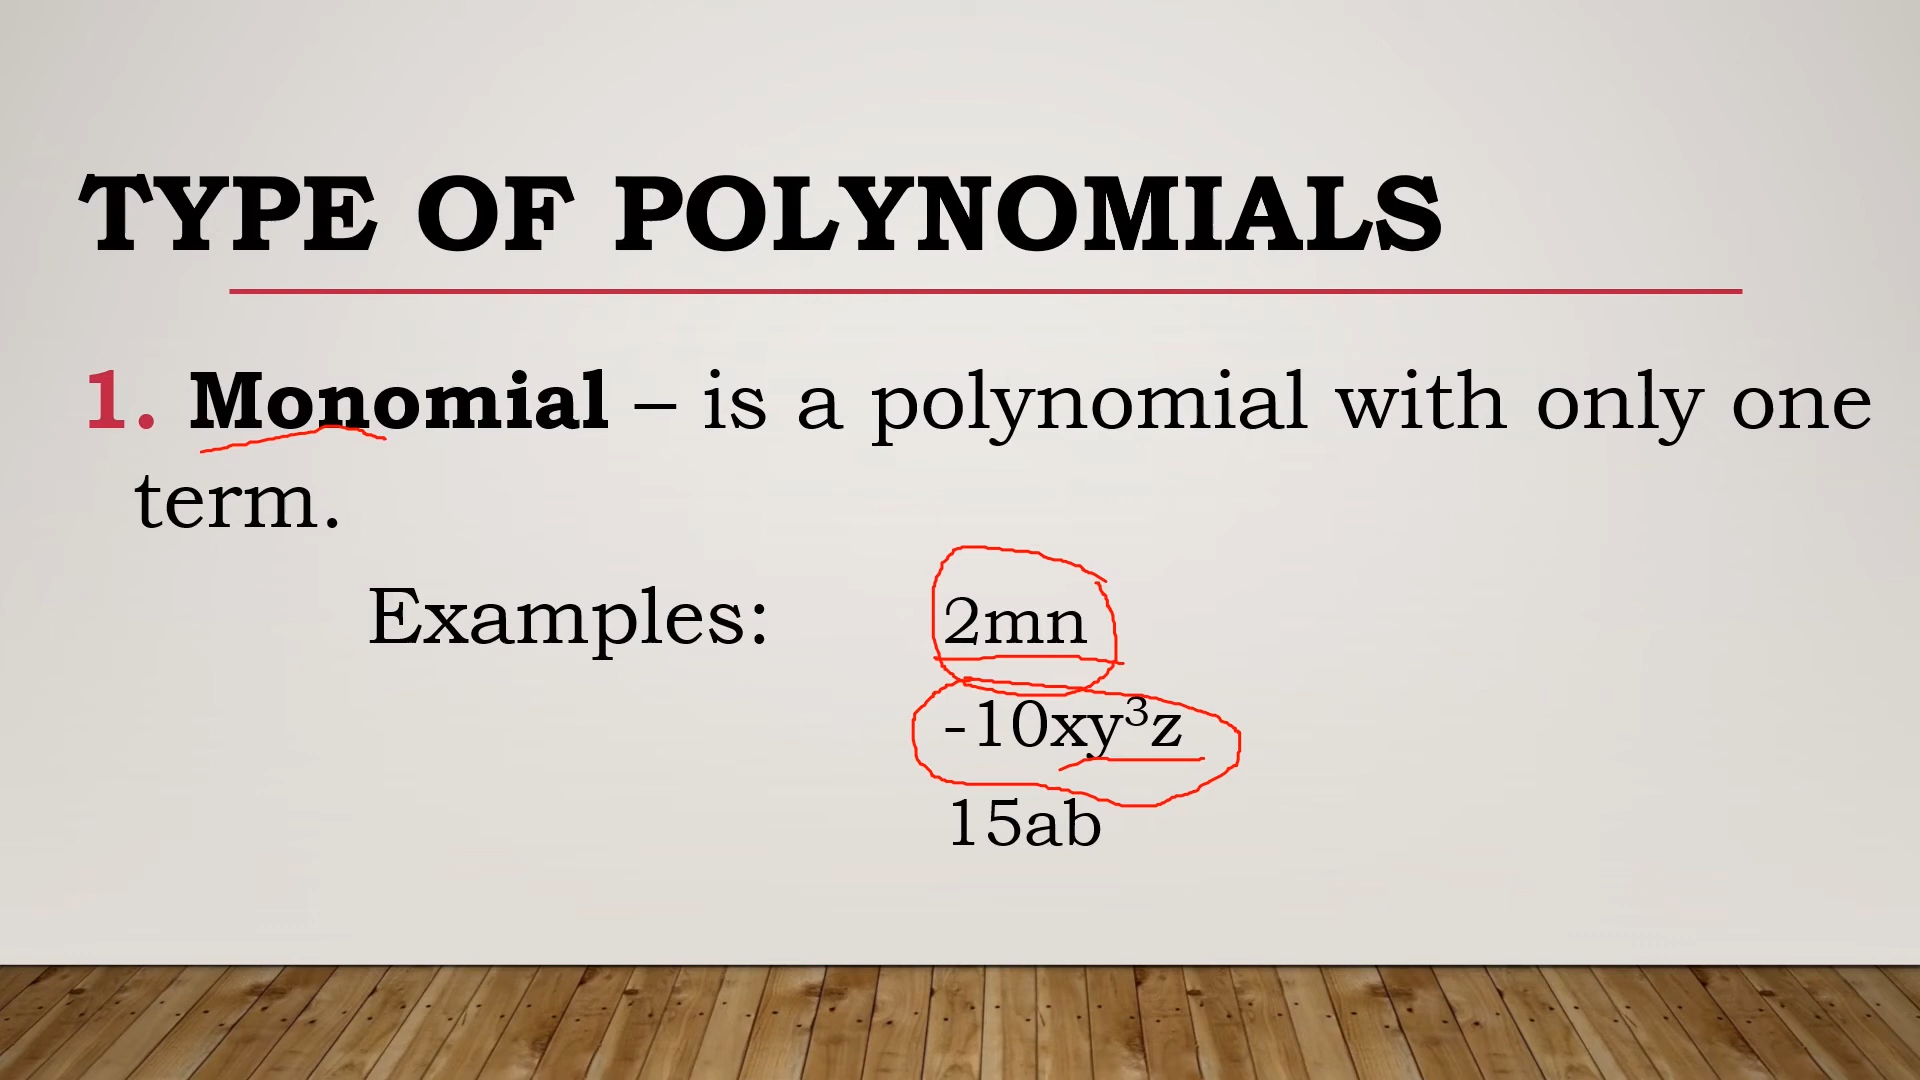 TYPE OF POLYNOMIALS
1. Monomial – is a polynomial with only one
term.
Examples: 2mn
-10xy³z
15ab